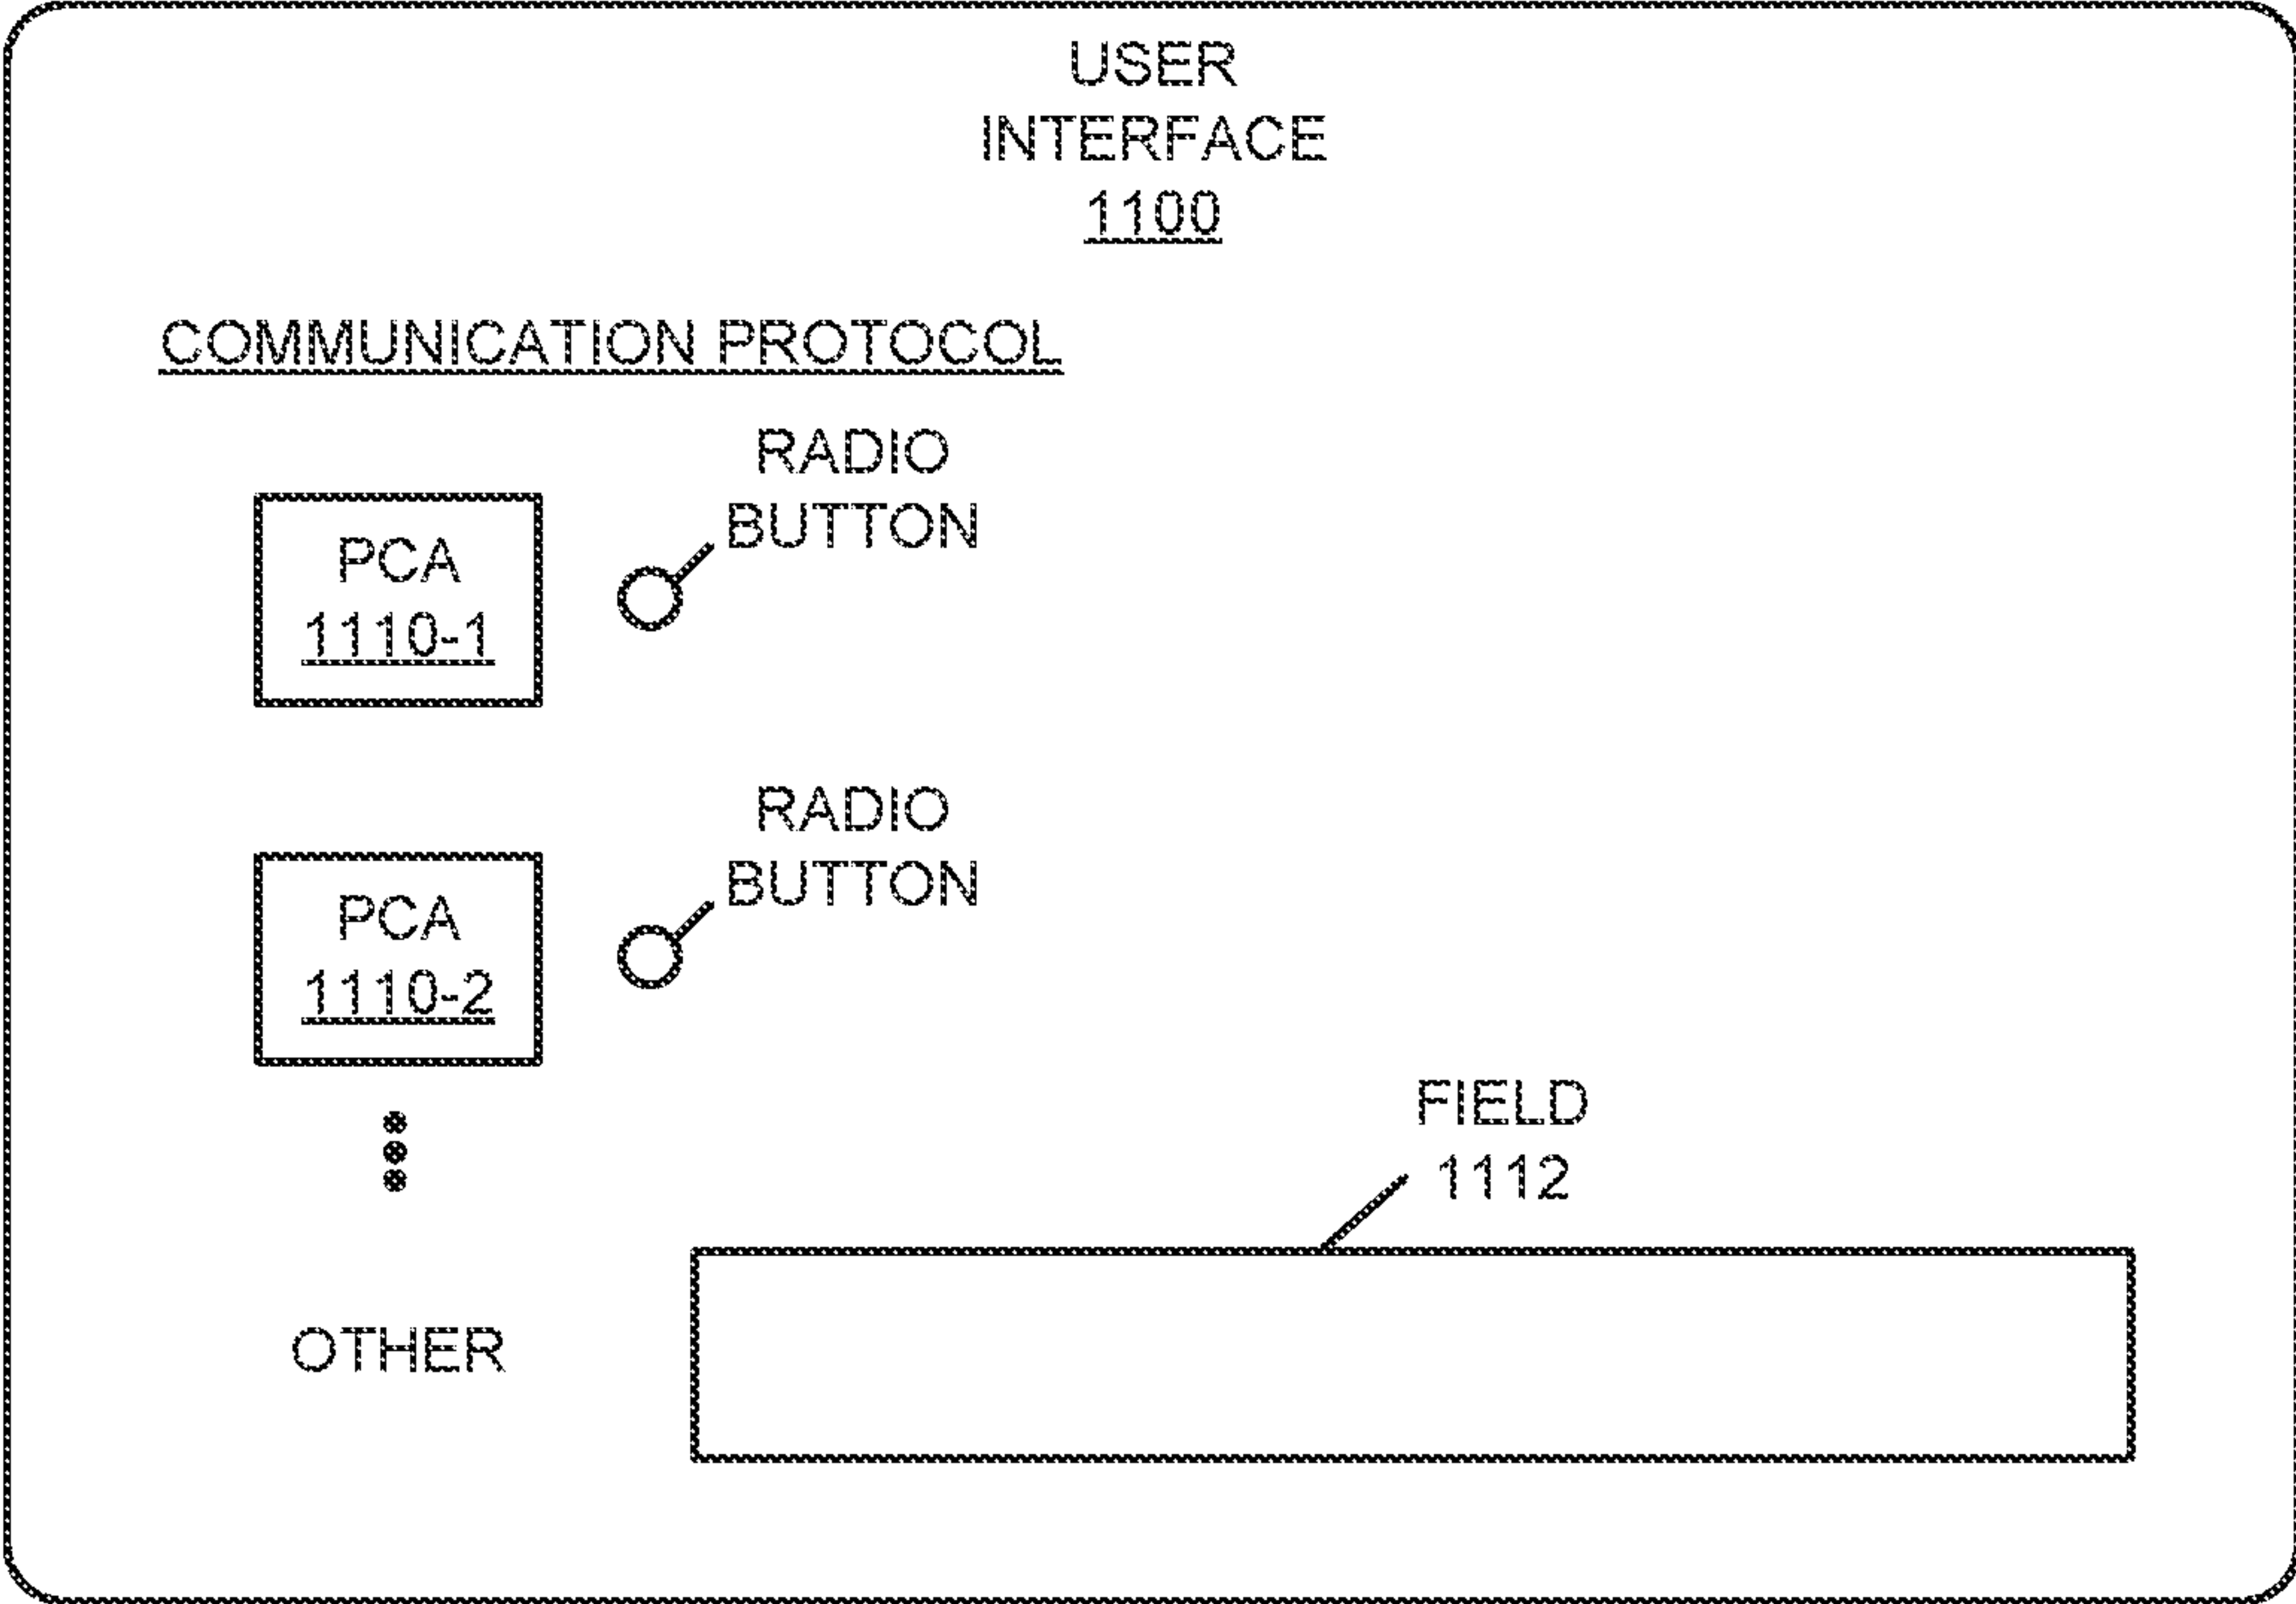 USER
INTERFACE
1100
COMMUNICATION PROTOCOL
RADIO
BUTTON
PCA
1110-1
RADIO
BUTTON
PCA
1110-2
FIELD
1112
OTHER